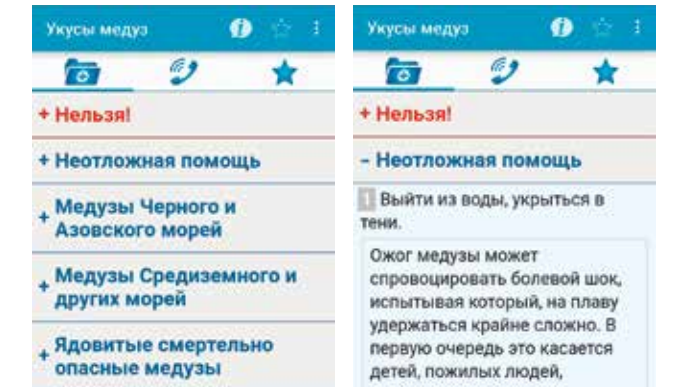 Укусы медуз
+ Нельзя!
+ Неотложная помощь
+ Медузы Черного и
Азовского морей
+ Медузы Средиземного и
других морей
+ Ядовитые смертельно
опасные медузы
Укусы медуз
+ Нельзя!
– Неотложная помощь
1 Выйти из воды, укрыться в
тени.
Ожог медузы может
спровоцировать болевой шок,
испытывая который, на плаву
удержаться крайне сложно. В
первую очередь это касается
детей, пожилых людей,